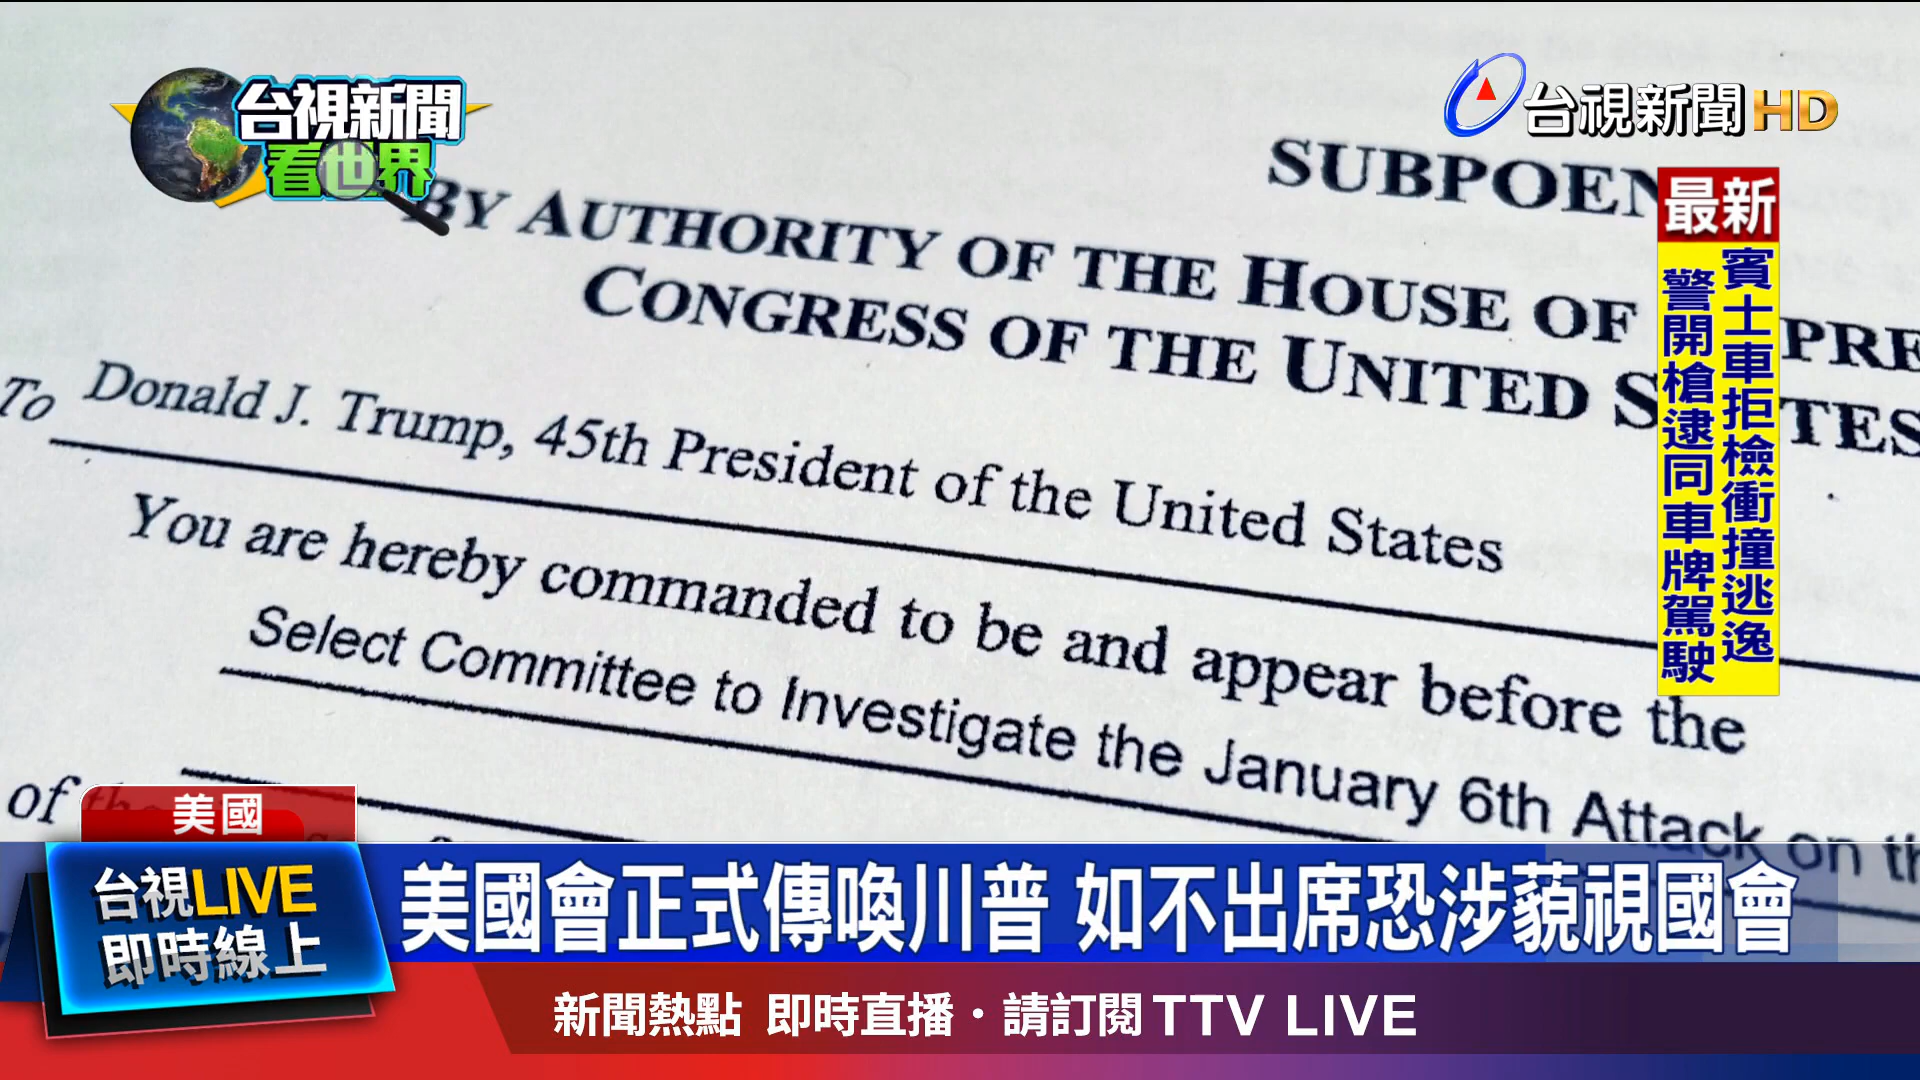 台視新聞
看世界
台視新聞HD
SUBPOEN
BY AUTHORITY OF THE HOUSE OF PRE
CONGRESS OF THE UNITED S TES
To Donald J. Trump, 45th President of the United States
You are hereby commanded to be and appear before the
Select Committee to Investigate the January 6th Attack on th
of the
最新
賓士車拒檢衝撞逃逸
警開槍逮同車牌駕駛
美國
台視LIVE
即時線上
美國會正式傳喚川普 如不出席恐涉藐視國會
新聞熱點 即時直播·請訂閱TTV LIVE